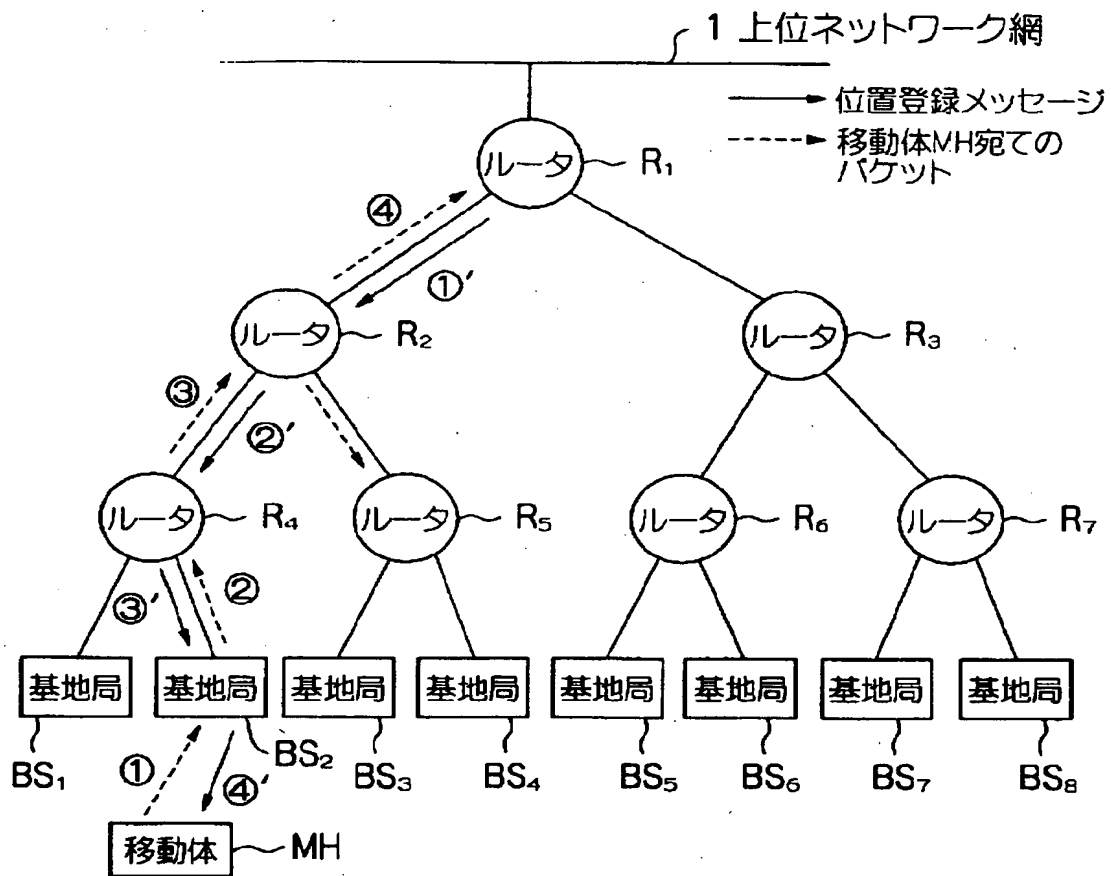 1 上位ネットワーク網
位置登録メッセージ
移動体MH宛ての
パケット
ルータ R₁
④
①′
ルータ R₂
ルータ R₃
③
②′
ルータ R₄
ルータ R₅
ルータ R₆
ルータ R₇
③′
②
基地局 基地局 基地局 基地局 基地局 基地局 基地局 基地局
BS₁ BS₂ BS₃ BS₄ BS₅ BS₆ BS₇ BS₈
①
④′
移動体 MH